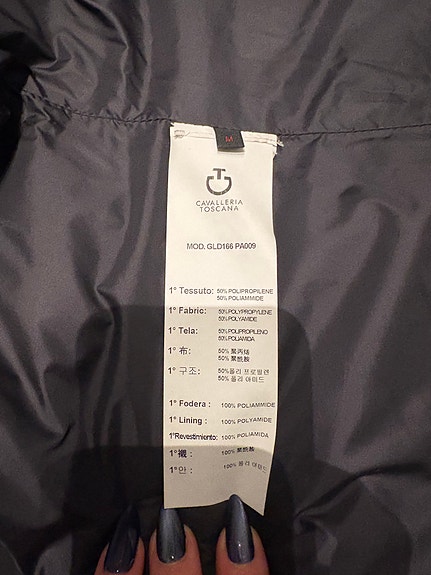 M
CAVALLERIA
TOSCANA
MOD. GLD166 PA009
1° Tessuto: 50% POLIPROPILENE
50% POLIAMMIDE
1° Fabric: 50% POLYPROPYLENE
50% POLYAMIDE
1° Tela: 50% POLIPROPILENO
50% POLIAMIDA
1° 布: 50% 聚丙烯
50% 聚酰胺
1° 구조: 50% 폴리 프로필렌
50% 폴리 아미드
1° Fodera : 100% POLIAMMIDE
1° Lining : 100% POLYAMIDE
1°Revestimiento: 100% POLIAMIDA
1° 襯 : 100% 聚酰胺
1° 안 : 100% 폴리 아미드